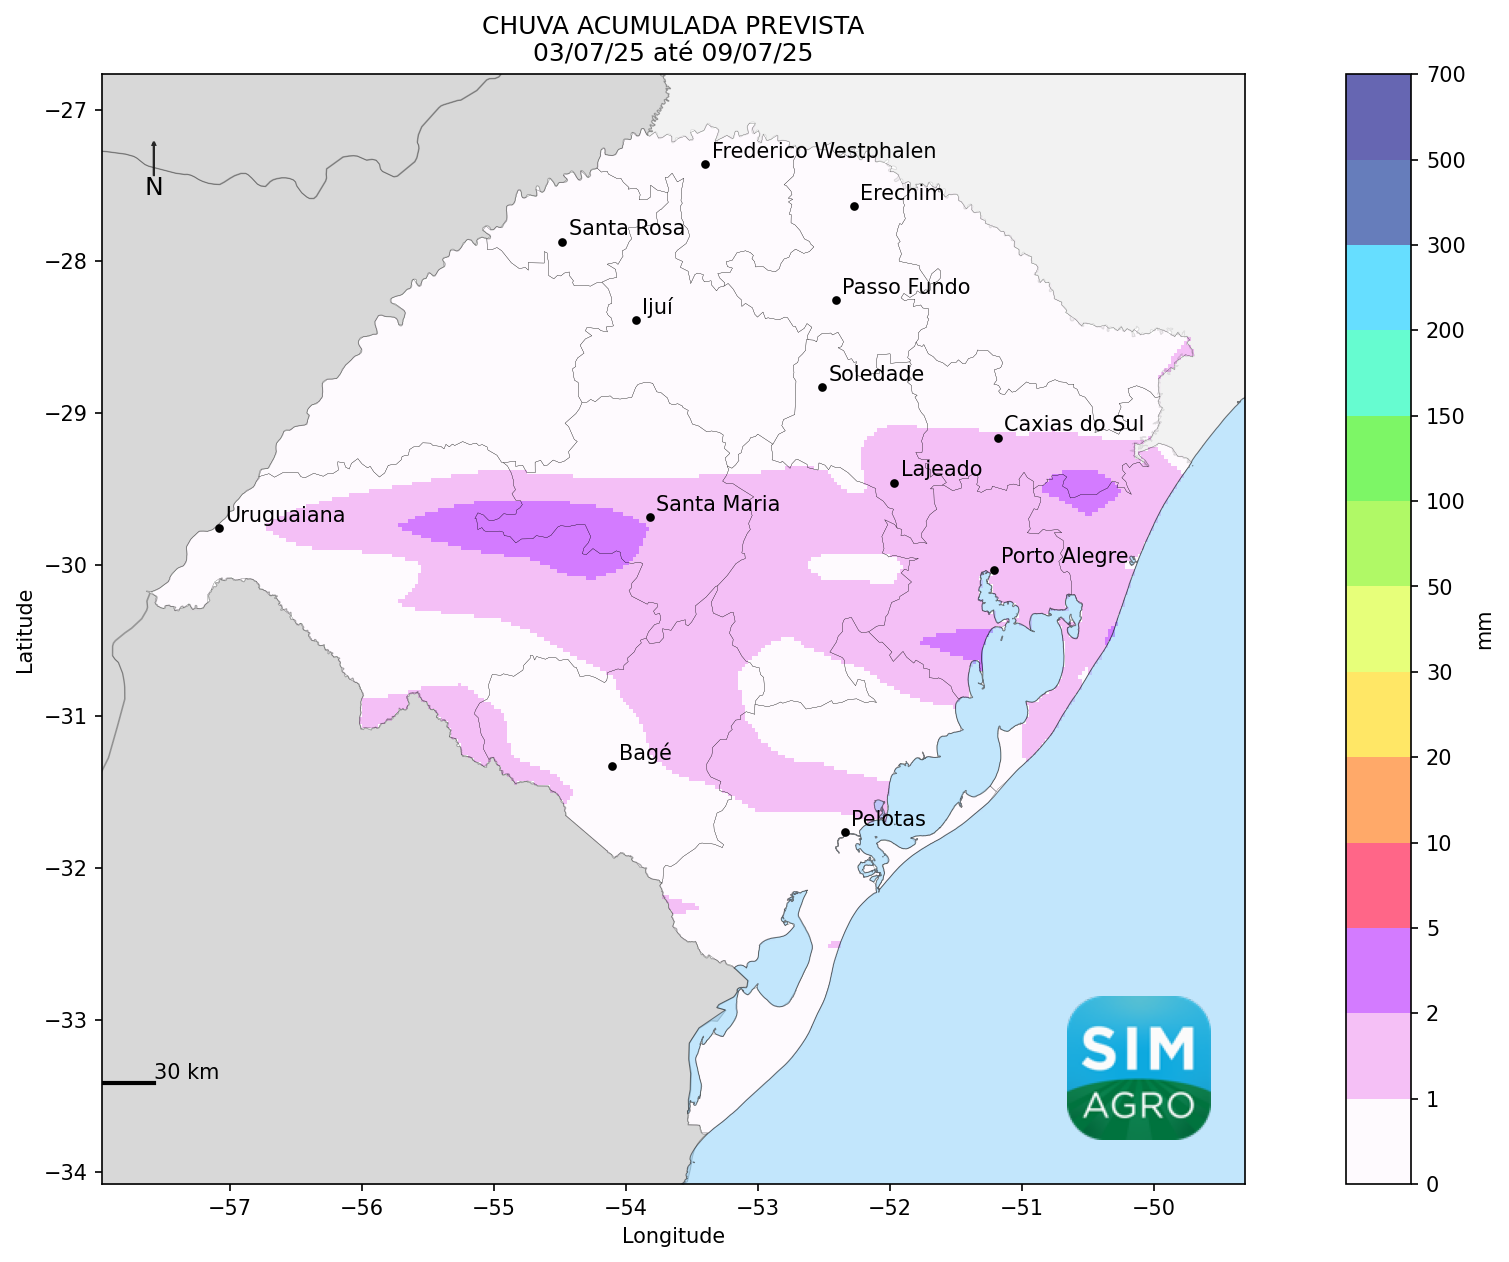 CHUVA ACUMULADA PREVISTA
03/07/25 até 09/07/25
−27
−28
−29
−30
−31
−32
−33
−34
Latitude
N
Frederico Westphalen
Erechim
Santa Rosa
Passo Fundo
Ijuí
Soledade
Caxias do Sul
Lajeado
Santa Maria
Uruguaiana
Porto Alegre
Bagé
Pelotas
30 km
SIM
AGRO
−57
−56
−55
−54
−53
−52
−51
−50
Longitude
700
500
300
200
150
100
50
30
20
10
5
2
1
0
mm